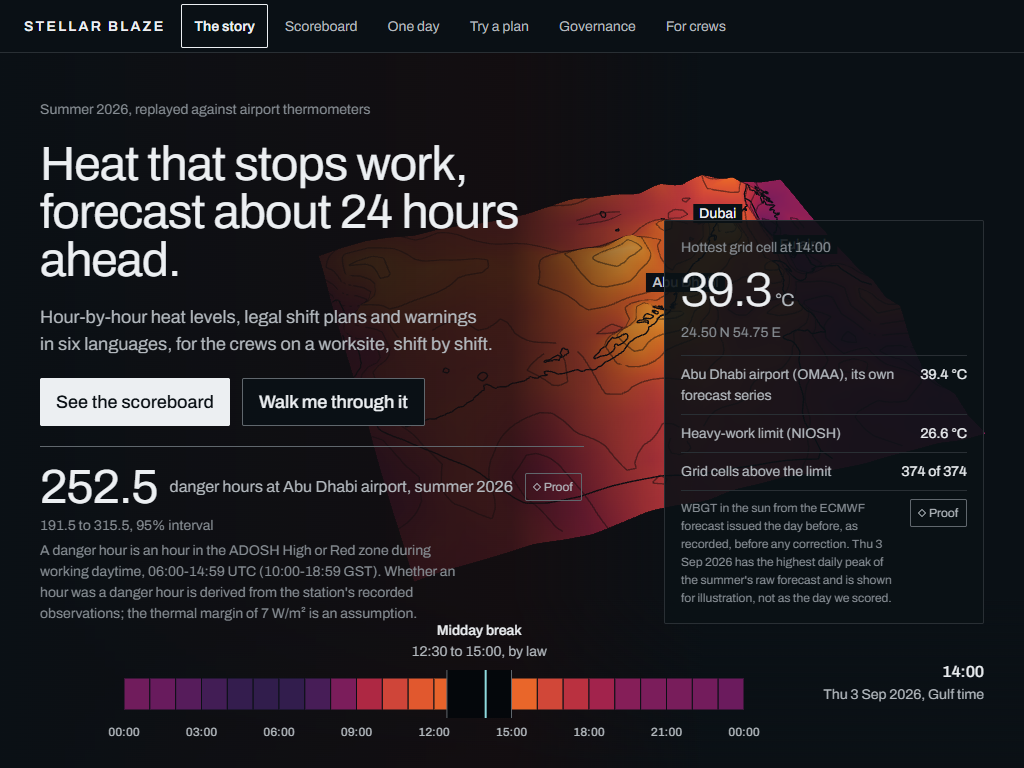 STELLAR BLAZE
The story
Scoreboard
One day
Try a plan
Governance
For crews
Summer 2026, replayed against airport thermometers
Heat that stops work,
forecast about 24 hours
ahead.
Hour-by-hour heat levels, legal shift plans and warnings
in six languages, for the crews on a worksite, shift by shift.
See the scoreboard
Walk me through it
252.5 danger hours at Abu Dhabi airport, summer 2026
◇ Proof
191.5 to 315.5, 95% interval
A danger hour is an hour in the ADOSH High or Red zone during
working daytime, 06:00-14:59 UTC (10:00-18:59 GST). Whether an
hour was a danger hour is derived from the station's recorded
observations; the thermal margin of 7 W/m² is an assumption.
Dubai
Hottest grid cell at 14:00
39.3 °C
24.50 N 54.75 E
Abu Dhabi airport (OMAA), its own
forecast series
39.4 °C
Heavy-work limit (NIOSH)
26.6 °C
Grid cells above the limit
374 of 374
WBGT in the sun from the ECMWF
forecast issued the day before, as
recorded, before any correction. Thu 3
Sep 2026 has the highest daily peak of
the summer's raw forecast and is shown
for illustration, not as the day we scored.
◇ Proof
Midday break
12:30 to 15:00, by law
14:00
Thu 3 Sep 2026, Gulf time
00:00 03:00 06:00 09:00 12:00 15:00 18:00 21:00 00:00